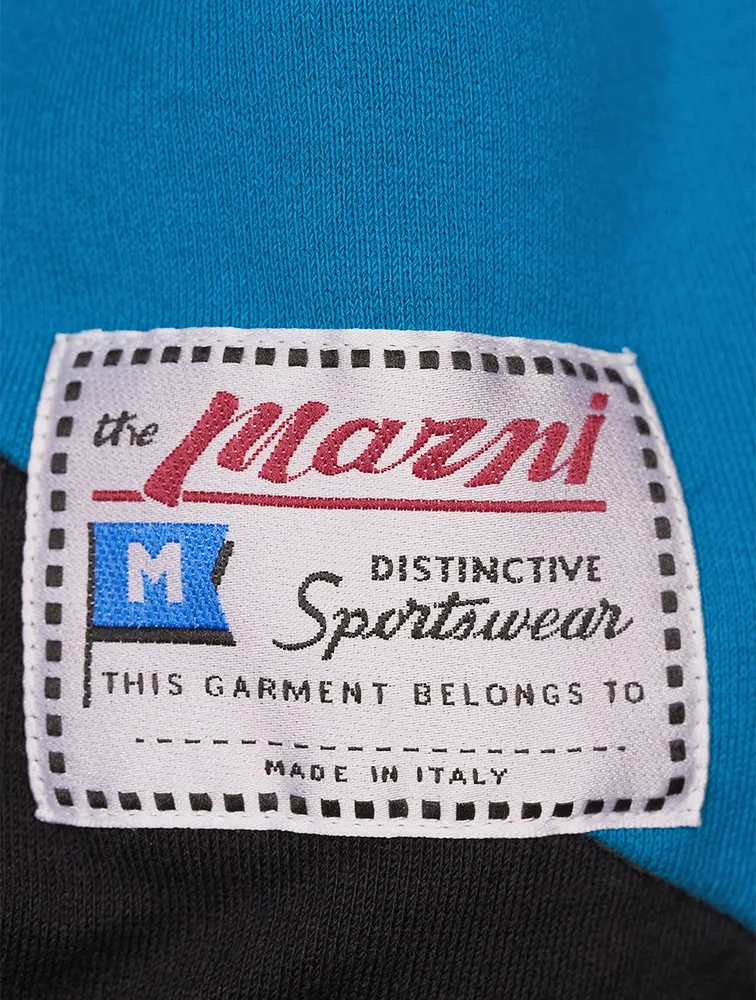 the Marni
M
DISTINCTIVE
Sportswear
THIS GARMENT BELONGS TO
MADE IN ITALY